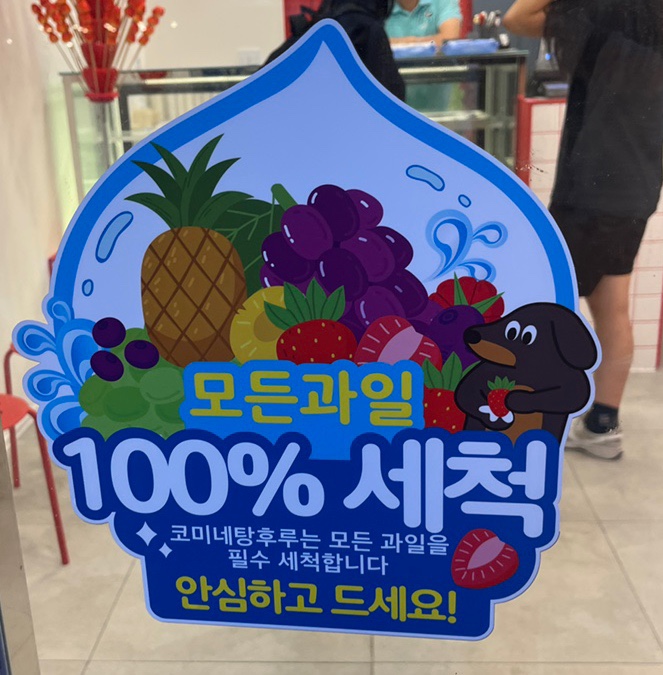 모든과일
100% 세척
코미네탕후루는 모든 과일을
필수 세척합니다
안심하고 드세요!